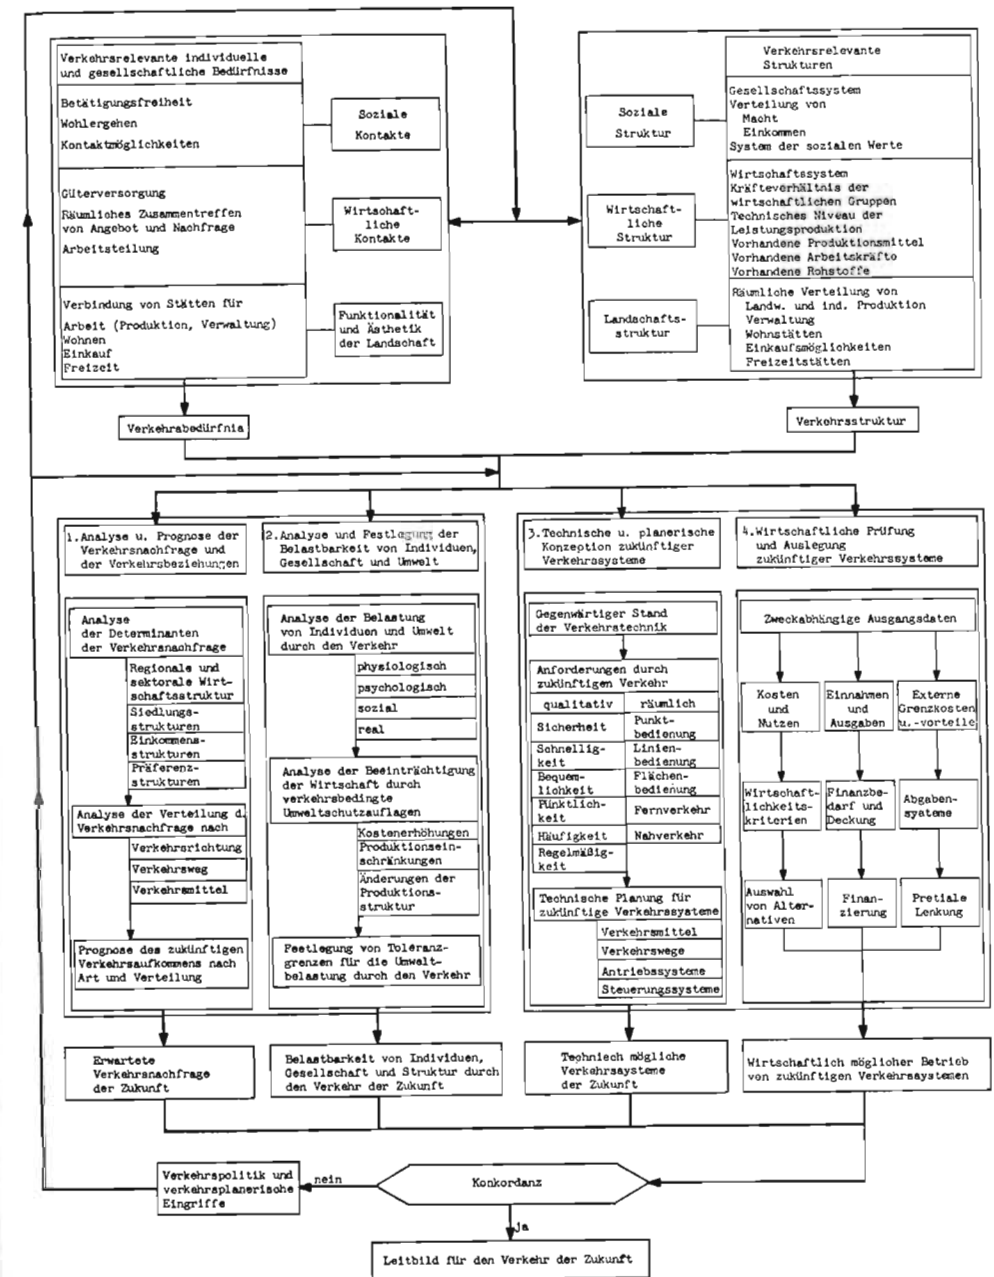 Verkehrsrelevante individuelle
und gesellschaftliche Bedürfnisse
Betätigungsfreiheit
Wohlergehen
Kontaktmöglichkeiten
Soziale
Kontakte
Güterversorgung
Räumliches Zusammentreffen
von Angebot und Nachfrage
Arbeitsteilung
Wirtschaft-
liche
Kontakte
Verbindung von Stätten für
Arbeit (Produktion, Verwaltung)
Wohnen
Einkauf
Freizeit
Funktionalität
und Ästhetik
der Landschaft
Verkehrsrelevante
Strukturen
Soziale
Struktur
Gesellschaftssystem
Verteilung von
Macht
Einkommen
System der sozialen Werte
Wirtschaft-
liche
Struktur
Wirtschaftssystem
Kräfteverhältnis der
wirtschaftlichen Gruppen
Technisches Niveau der
Leistungsproduktion
Vorhandene Produktionsmittel
Vorhandene Arbeitskräfto
Vorhandene Rohstoffe
Landschafts-
struktur
Räumliche Verteilung von
Landw. und ind. Produktion
Verwaltung
Wohnstätten
Einkaufsmöglichkeiten
Freizeitstätten
Verkehrabedürfnia
Verkehrsstruktur
1.Analyse u. Prognose der
Verkehrsnachfrage und
der Verkehrsbeziehungen
2.Analyse und Festlegung der
Belastbarkeit von Individuen,
Gesellschaft und Umwelt
3.Technische u. planerische
Konzeption zukünftiger
Verkehrssysteme
4.Wirtschaftliche Prüfung
und Auslegung
zukünftiger Verkehrssysteme
Analyse
der Determinanten
der Verkehrsnachfrage
Regionale und
sektorale Wirt-
schaftsstruktur
Siedlungs-
strukturen
Einkommens-
strukturen
Präferenz-
strukturen
Analyse der Verteilung d.
Verkehrsnachfrage nach
Verkehrsrichtung
Verkehrsweg
Verkehrsmittel
Prognose des zukünftigen
Verkehrsaufkommens nach
Art und Verteilung
Analyse der Belastung
von Individuen und Umwelt
durch den Verkehr
physiologisch
psychologisch
sozial
real
Analyse der Beeinträchtigung
der Wirtschaft durch
verkehrsbedingte
Umweltschutzauflagen
Kostenerhöhungen
Produktionsein-
schränkungen
Änderungen der
Produktions-
struktur
Festlegung von Toleranz-
grenzen für die Umwelt-
belastung durch den Verkehr
Gegenwärtiger Stand
der Verkehrstechnik
Anforderungen durch
zukünftigen Verkehr
qualitativ räumlich
Sicherheit
Schnellig-
keit
Bequem-
lichkeit
Pünktlich-
keit
Häufigkeit
Regelmäßig-
keit
Punkt-
bedienung
Linien-
bedienung
Flächen-
bedienung
Fernverkehr
Nahverkehr
Technische Planung für
zukünftige Verkehrssysteme
Verkehrsmittel
Verkehrswege
Antriebssysteme
Steuerungssysteme
Zweckabhängige Ausgangsdaten
Kosten
und
Nutzen
Einnahmen
und
Ausgaben
Externe
Grenzkosten
u.-vorteile
Wirtschaft-
lichkeits-
kriterien
Finanzbe-
darf und
Deckung
Abgaben-
systeme
Auswahl
von Alter-
nativen
Finan-
zierung
Pretiale
Lenkung
Erwartete
Verkehrsnachfrage
der Zukunft
Belastbarkeit von Individuen,
Gesellschaft und Struktur durch
den Verkehr der Zukunft
Technisch mögliche
Verkehrssysteme
der Zukunft
Wirtschaftlich möglicher Betrieb
von zukünftigen Verkehrssystemen
Verkehrspolitik und
verkehrsplanerische
Eingriffe
nein
Konkordanz
ja
Leitbild für den Verkehr der Zukunft